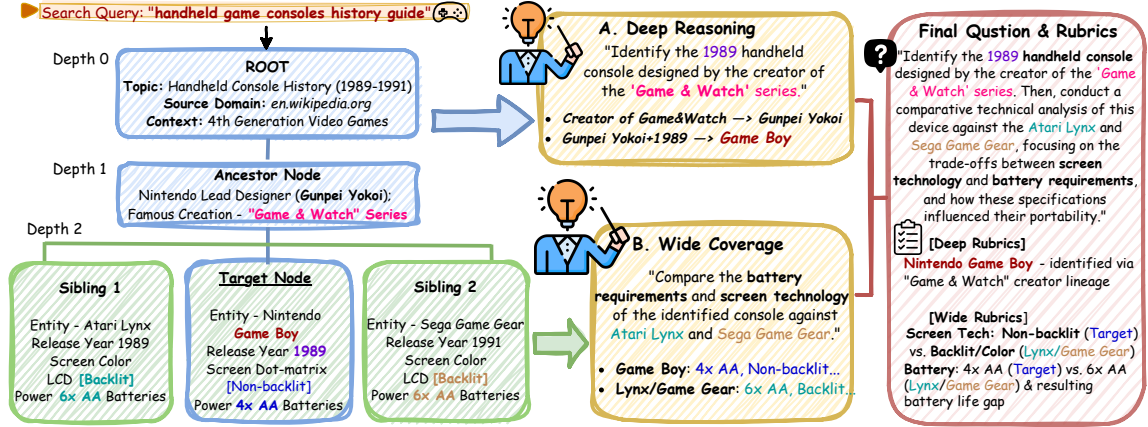 Search Query: "handheld game consoles history guide"
Depth 0
ROOT
Topic: Handheld Console History (1989-1991)
Source Domain: en.wikipedia.org
Context: 4th Generation Video Games
Depth 1
Ancestor Node
Nintendo Lead Designer (Gunpei Yokoi);
Famous Creation - "Game & Watch" Series
Depth 2
Sibling 1
Entity - Atari Lynx
Release Year 1989
Screen Color
LCD [Backlit]
Power 6x AA Batteries
Target Node
Entity - Nintendo
Game Boy
Release Year 1989
Screen Dot-matrix
[Non-backlit]
Power 4x AA Batteries
Sibling 2
Entity - Sega Game Gear
Release Year 1991
Screen Color
LCD [Backlit]
Power 6x AA Batteries
A. Deep Reasoning
"Identify the 1989 handheld
console designed by the creator of
the 'Game & Watch' series."
• Creator of Game&Watch —> Gunpei Yokoi
• Gunpei Yokoi+1989 —> Game Boy
B. Wide Coverage
"Compare the battery
requirements and screen technology
of the identified console against
Atari Lynx and Sega Game Gear."
• Game Boy: 4x AA, Non-backlit...
• Lynx/Game Gear: 6x AA, Backlit...
Final Qustion & Rubrics
?
"Identify the 1989 handheld console
designed by the creator of the 'Game
& Watch' series. Then, conduct a
comparative technical analysis of this
device against the Atari Lynx and
Sega Game Gear, focusing on the
trade-offs between screen
technology and battery requirements,
and how these specifications
influenced their portability."
[Deep Rubrics]
Nintendo Game Boy - identified via
"Game & Watch" creator lineage
[Wide Rubrics]
Screen Tech: Non-backlit (Target)
vs. Backlit/Color (Lynx/Game Gear)
Battery: 4x AA (Target) vs. 6x AA
(Lynx/Game Gear) & resulting
battery life gap